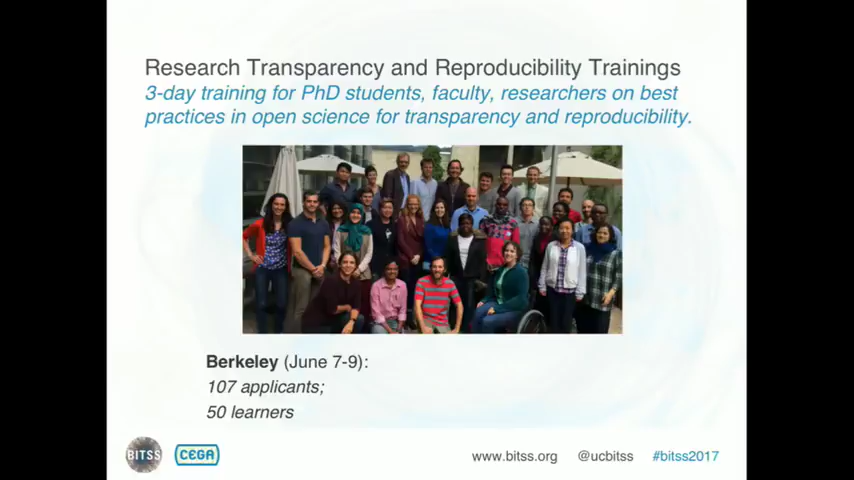 Research Transparency and Reproducibility Trainings
3-day training for PhD students, faculty, researchers on best
practices in open science for transparency and reproducibility.
Berkeley (June 7-9):
107 applicants;
50 learners
BITSS
CEGA
www.bitss.org @ucbitss #bitss2017